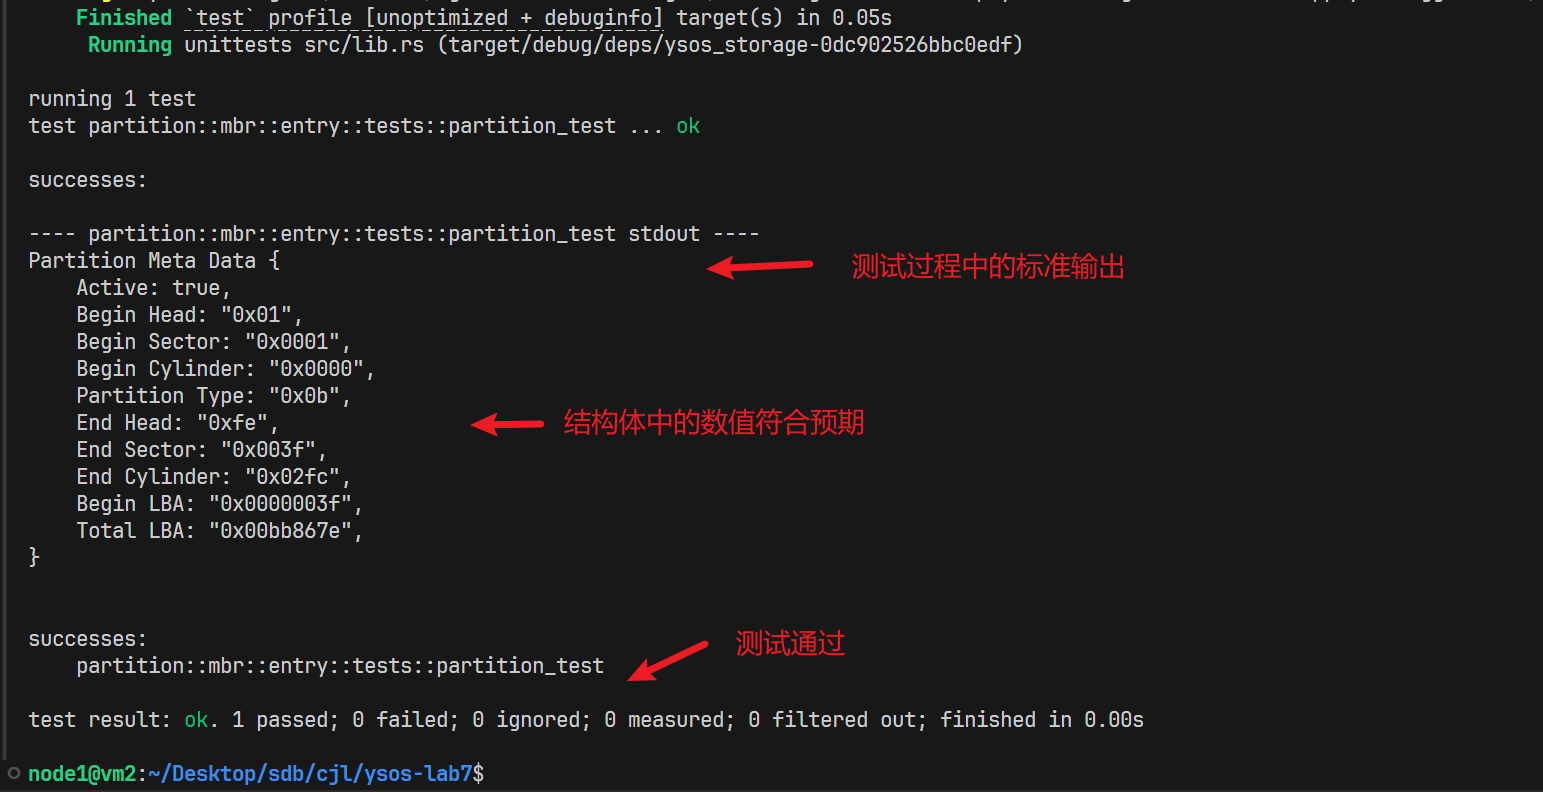 Finished `test` profile [unoptimized + debuginfo] target(s) in 0.05s
Running unittests src/lib.rs (target/debug/deps/ysos_storage-0dc902526bbc0edf)
running 1 test
test partition::mbr::entry::tests::partition_test ... ok
successes:
---- partition::mbr::entry::tests::partition_test stdout ----
Partition Meta Data {
测试过程中的标准输出
Active: true,
Begin Head: "0x01",
Begin Sector: "0x0001",
Begin Cylinder: "0x0000",
Partition Type: "0x0b",
End Head: "0xfe",
结构体中的数值符合预期
End Sector: "0x003f",
End Cylinder: "0x02fc",
Begin LBA: "0x0000003f",
Total LBA: "0x00bb867e",
}
successes:
测试通过
partition::mbr::entry::tests::partition_test
test result: ok. 1 passed; 0 failed; 0 ignored; 0 measured; 0 filtered out; finished in 0.00s
node1@vm2:~/Desktop/sdb/cjl/ysos-lab7$